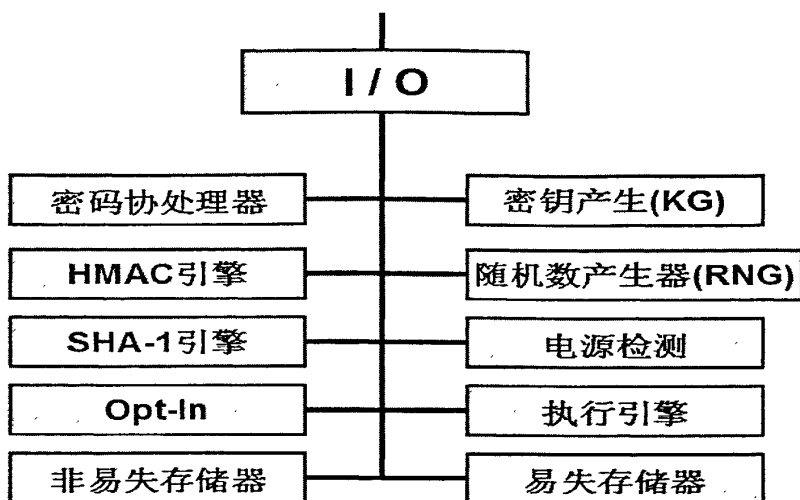 I / O
密码协处理器
密钥产生(KG)
HMAC引擎
随机数产生器(RNG)
SHA-1引擎
电源检测
Opt-In
执行引擎
非易失存储器
易失存储器